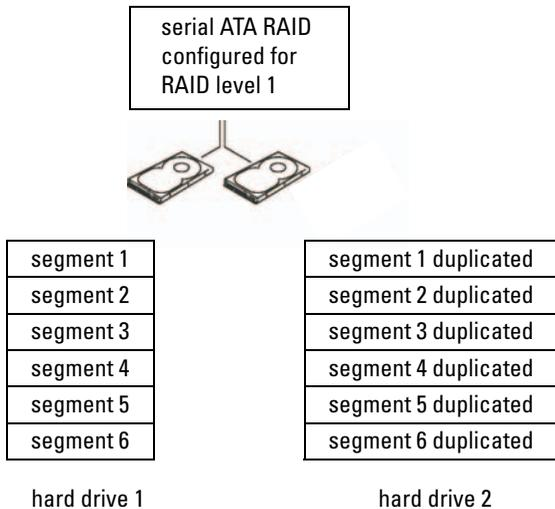 serial ATA RAID
configured for
RAID level 1
segment 1
segment 2
segment 3
segment 4
segment 5
segment 6
segment 1 duplicated
segment 2 duplicated
segment 3 duplicated
segment 4 duplicated
segment 5 duplicated
segment 6 duplicated
hard drive 1
hard drive 2